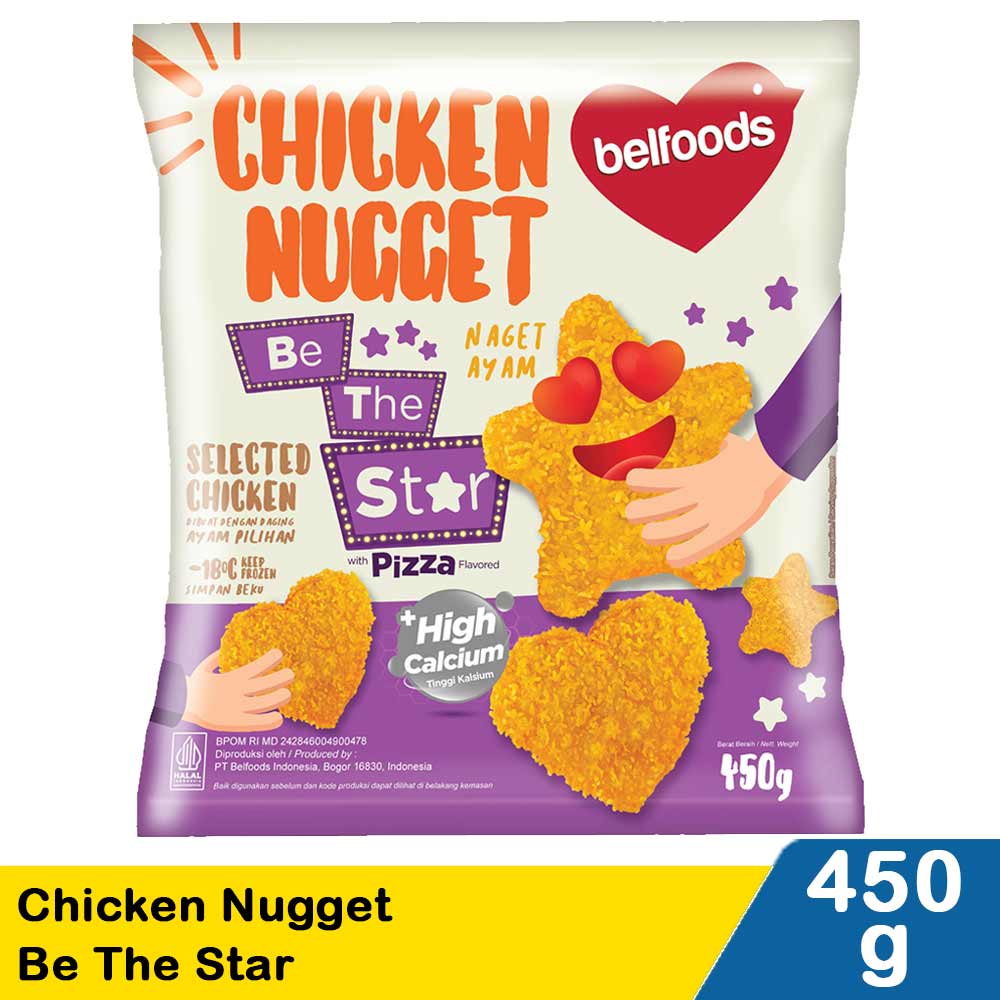 CHICKEN
NUGGET
belfoods
Be
The
Star
with Pizza Flavored
NAGET
AYAM
SELECTED
CHICKEN
DIBUAT DENGAN DAGING
AYAM PILIHAN
-18°C KEEP
FROZEN
SIMPAN BEKU
+High
Calcium
Tinggi Kalsium
HALAL
INDONESIA
BPOM RI MD 242846004900478
Diproduksi oleh / Produced by :
PT Belfoods Indonesia, Bogor 16830, Indonesia
Baik digunakan sebelum dan kode produksi dapat dilihat di belakang kemasan
Berat Bersih / Nett. Weight
450g
Chicken Nugget
Be The Star
450
g